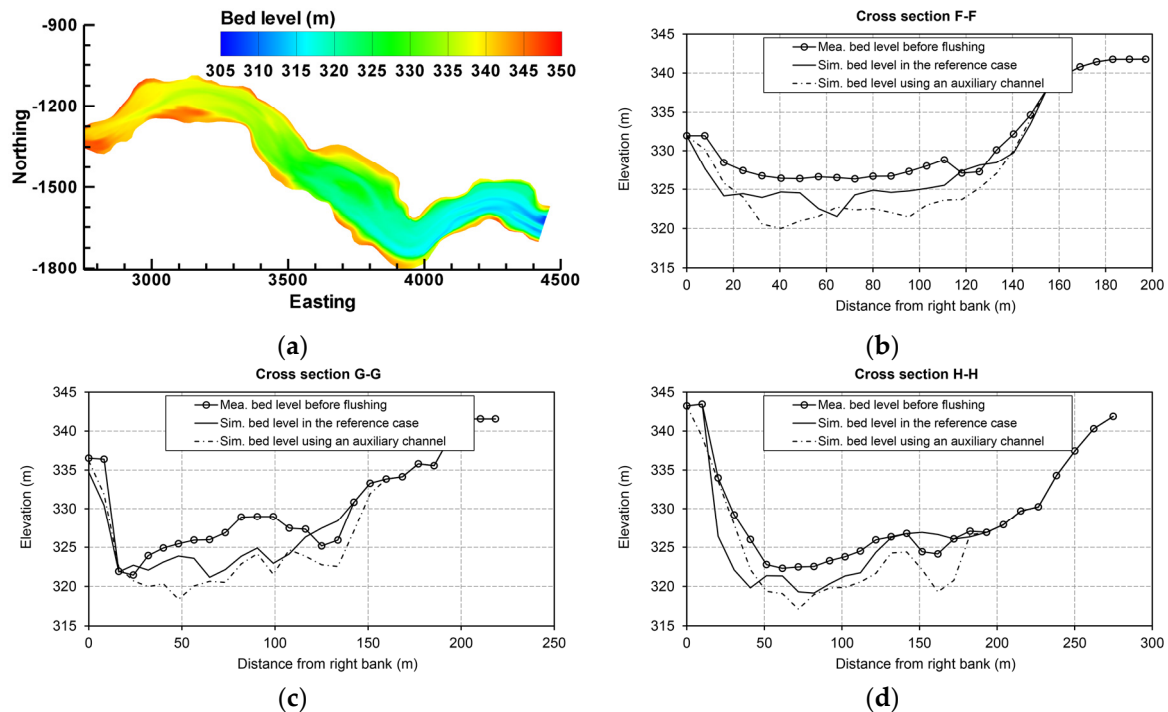 Bed level (m)
305 310 315 320 325 330 335 340 345 350
-900
-1200
-1500
-1800
Northing
3000 3500 4000 4500
Easting
(a)
Cross section F-F
Mea. bed level before flushing
Sim. bed level in the reference case
Sim. bed level using an auxiliary channel
345
340
335
330
325
320
315
Elevation (m)
0 20 40 60 80 100 120 140 160 180 200
Distance from right bank (m)
(b)
Cross section G-G
Mea. bed level before flushing
Sim. bed level in the reference case
Sim. bed level using an auxiliary channel
345
340
335
330
325
320
315
Elevation (m)
0 50 100 150 200 250
Distance from right bank (m)
(c)
Cross section H-H
Mea. bed level before flushing
Sim. bed level in the reference case
Sim. bed level using an auxiliary channel
345
340
335
330
325
320
315
Elevation (m)
0 50 100 150 200 250 300
Distance from right bank (m)
(d)